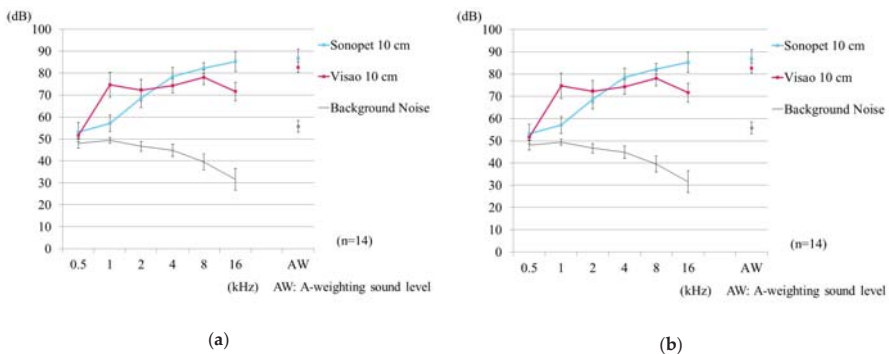 (dB)
100
90
80
70
60
50
40
30
20
10
0
Sonopet 10 cm
Visao 10 cm
Background Noise
(n=14)
0.5 1 2 4 8 16 AW
(kHz) AW: A-weighting sound level
(a)
(dB)
100
90
80
70
60
50
40
30
20
10
0
Sonopet 10 cm
Visao 10 cm
Background Noise
(n=14)
0.5 1 2 4 8 16 AW
(kHz) AW: A-weighting sound level
(b)